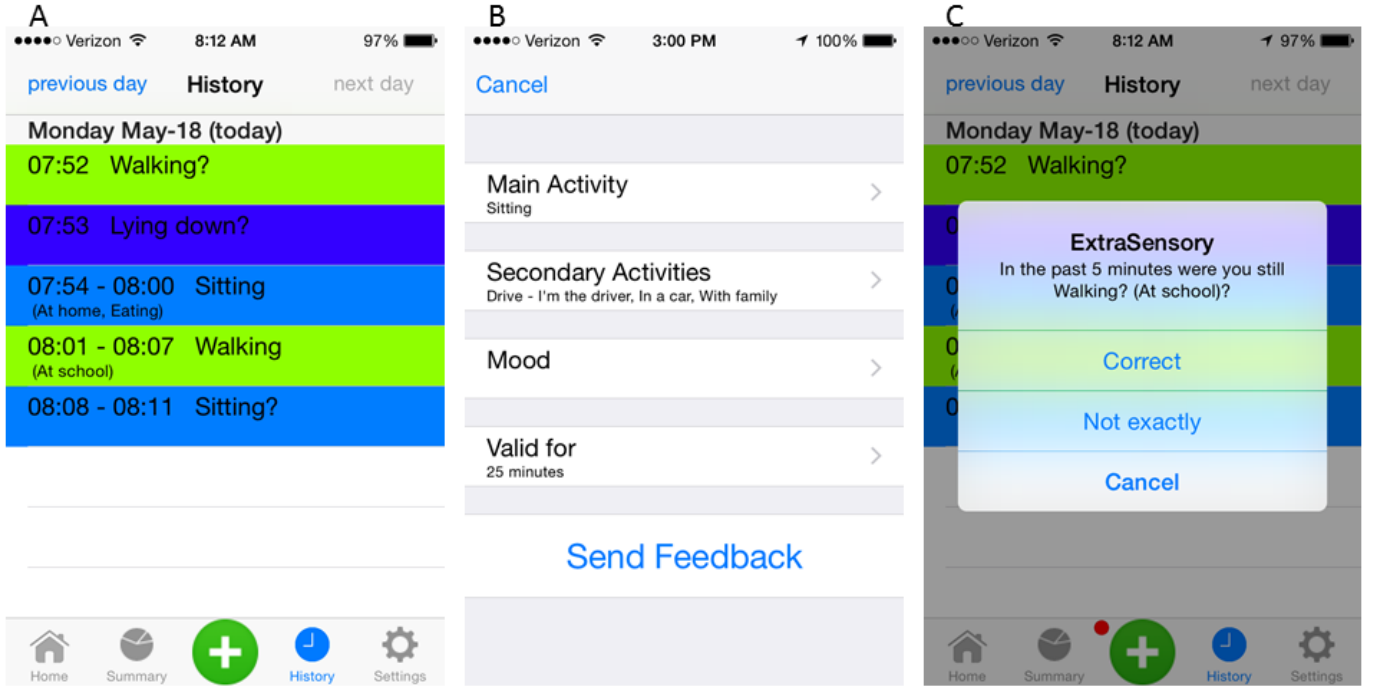 A
Verizon 8:12 AM 97%
previous day History next day
Monday May-18 (today)
07:52 Walking?
07:53 Lying down?
07:54 - 08:00 Sitting
(At home, Eating)
08:01 - 08:07 Walking
(At school)
08:08 - 08:11 Sitting?
Home Summary History Settings
B
Verizon 3:00 PM 100%
Cancel
Main Activity
Sitting
Secondary Activities
Drive - I'm the driver, In a car, With family
Mood
Valid for
25 minutes
Send Feedback
C
Verizon 8:12 AM 97%
previous day History next day
Monday May-18 (today)
07:52 Walking?
0
ExtraSensory
In the past 5 minutes were you still
Walking? (At school)?
0
(
0
(
0
Correct
Not exactly
Cancel
Home Summary History Settings